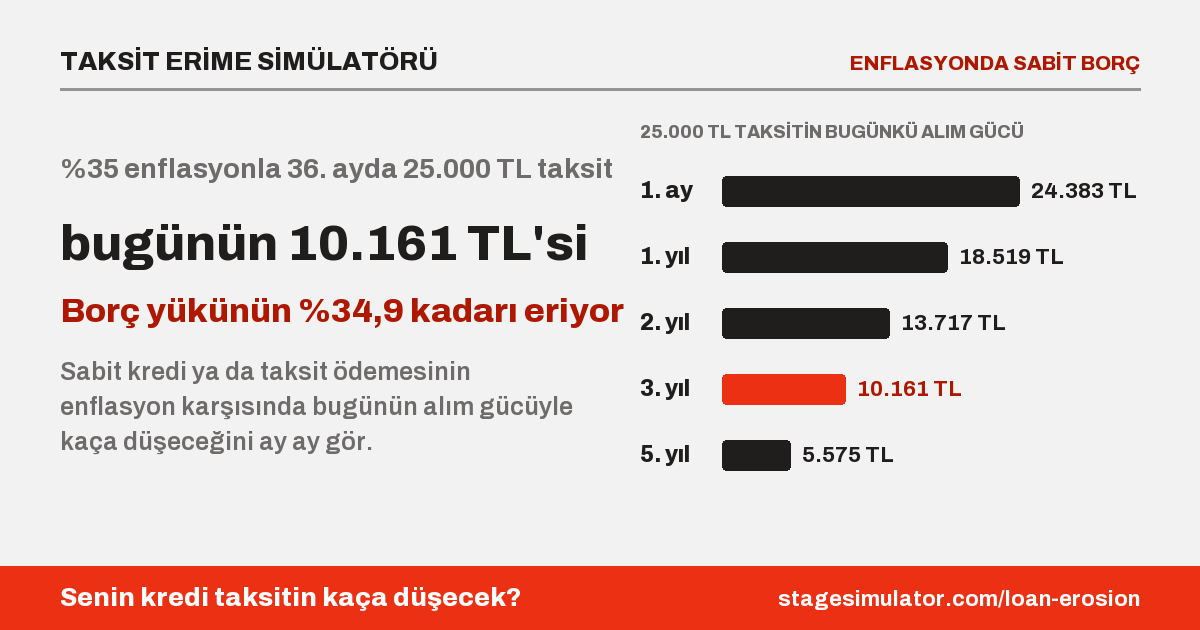 TAKSİT ERİME SİMÜLATÖRÜ
ENFLASYONDA SABİT BORÇ
%35 enflasyonla 36. ayda 25.000 TL taksit
bugünün 10.161 TL'si
Borç yükünün %34,9 kadarı eriyor
Sabit kredi ya da taksit ödemesinin
enflasyon karşısında bugünün alım gücüyle
kaça düşeceğini ay ay gör.
25.000 TL TAKSİTİN BUGÜNKÜ ALIM GÜCÜ
1. ay 24.383 TL
1. yıl 18.519 TL
2. yıl 13.717 TL
3. yıl 10.161 TL
5. yıl 5.575 TL
Senin kredi taksitin kaça düşecek?
stagesimulator.com/loan-erosion